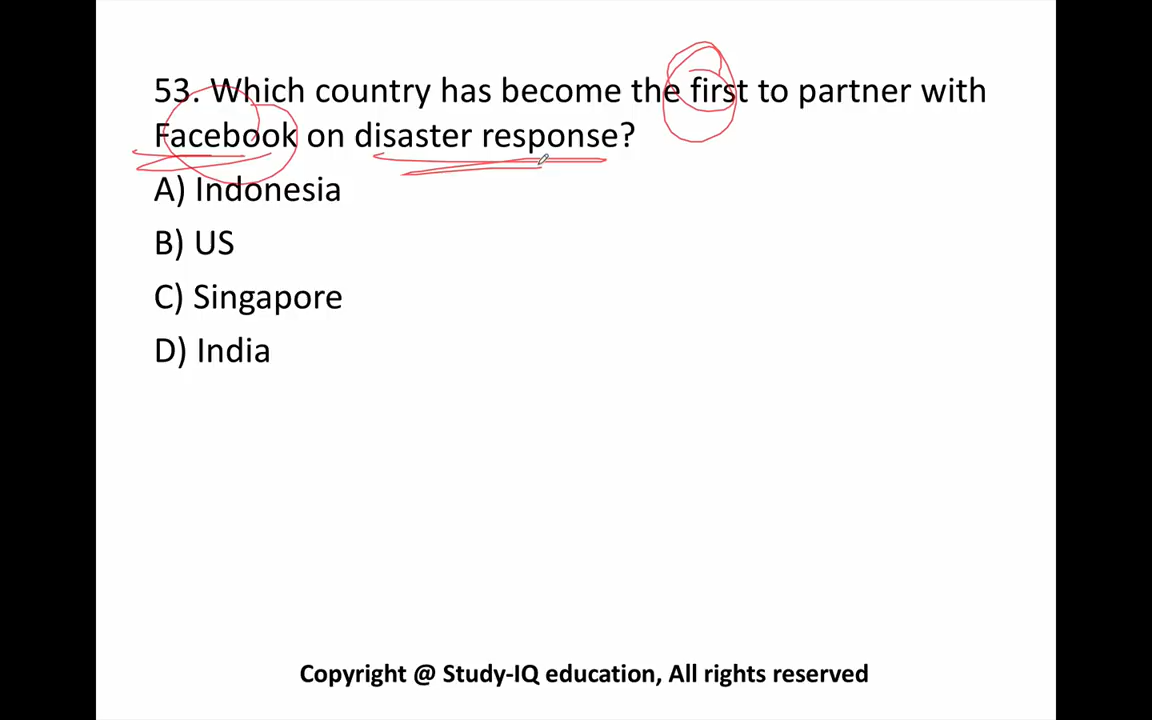 53. Which country has become the first to partner with
Facebook on disaster response?
A) Indonesia
B) US
C) Singapore
D) India
Copyright @ Study-IQ education, All rights reserved